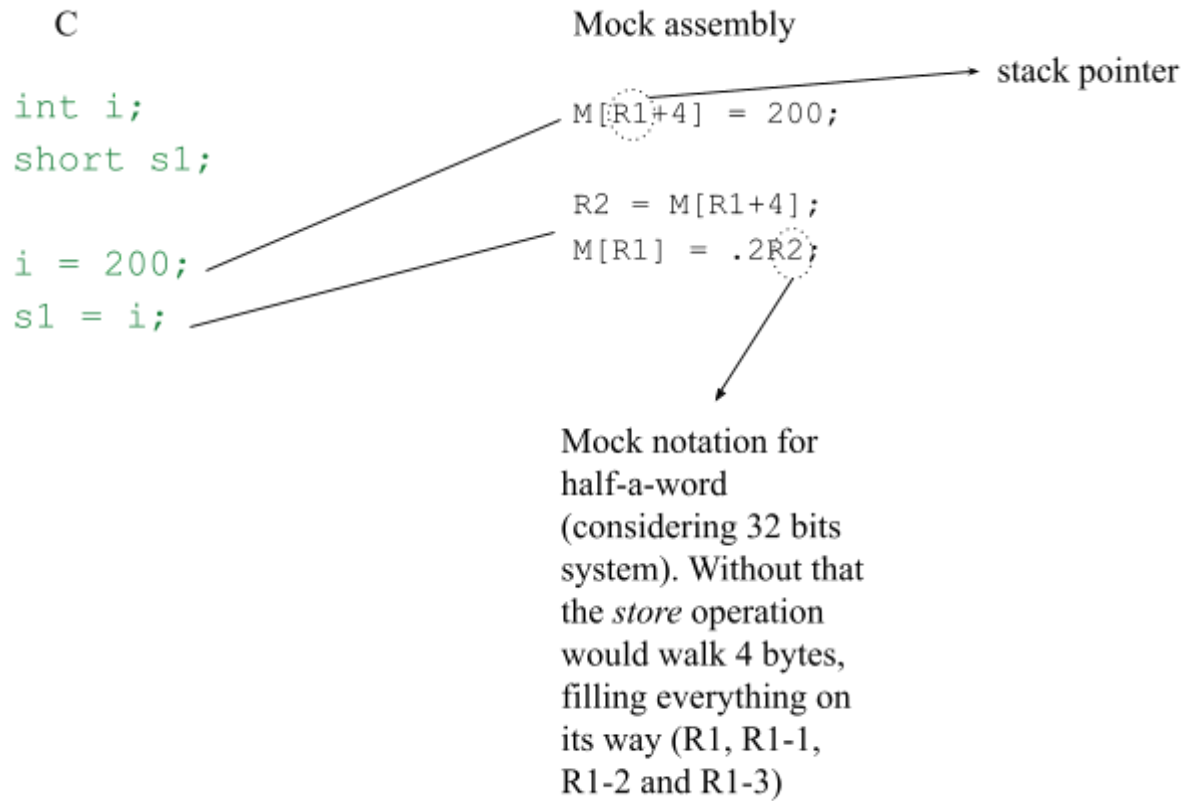 C
Mock assembly
stack pointer
int i;
short s1;
i = 200;
s1 = i;
M[R1+4] = 200;
R2 = M[R1+4];
M[R1] = .2R2;
Mock notation for
half-a-word
(considering 32 bits
system). Without that
the store operation
would walk 4 bytes,
filling everything on
its way (R1, R1-1,
R1-2 and R1-3)